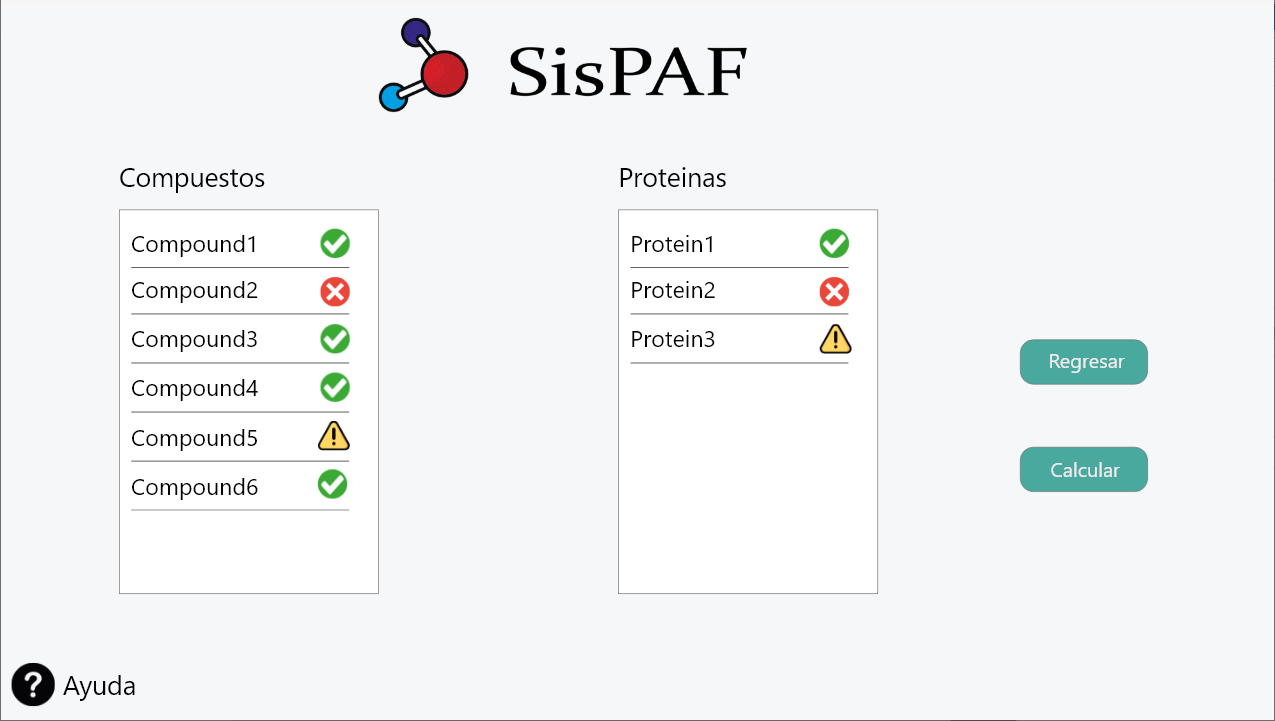 SisPAF
Compuestos
Compound1
Compound2
Compound3
Compound4
Compound5
Compound6
Proteinas
Protein1
Protein2
Protein3
Regresar
Calcular
? Ayuda